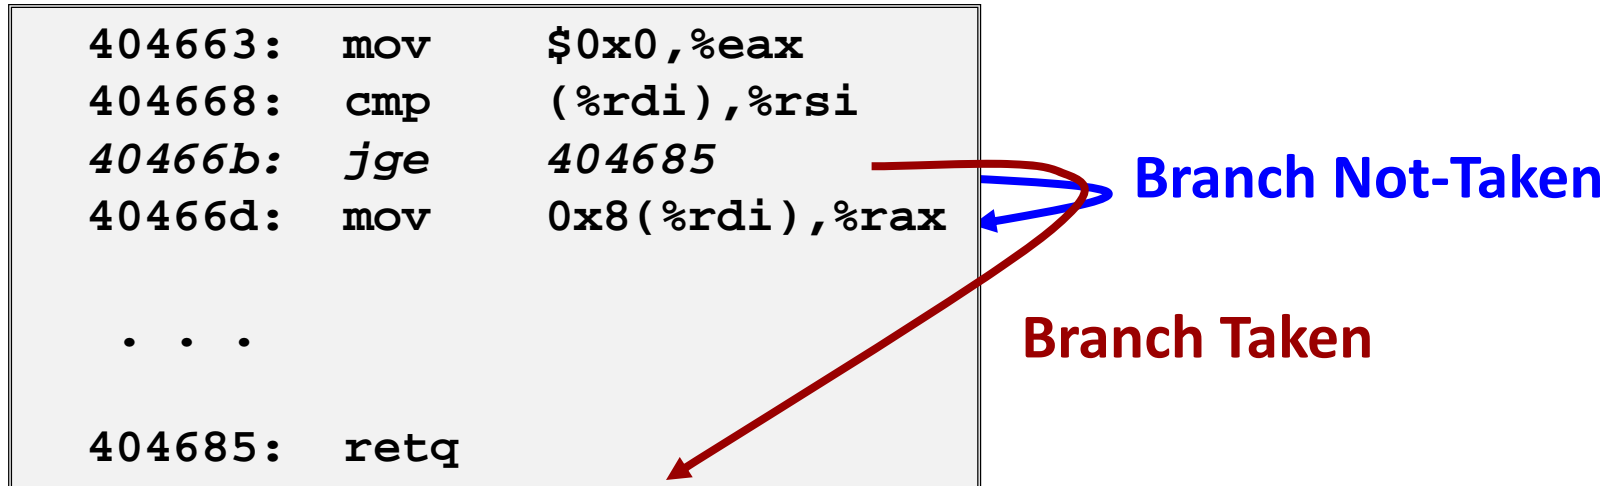 404663: mov $0x0,%eax
404668: cmp (%rdi),%rsi
40466b: jge 404685
40466d: mov 0x8(%rdi),%rax
. . .
404685: retq
Branch Not-Taken
Branch Taken